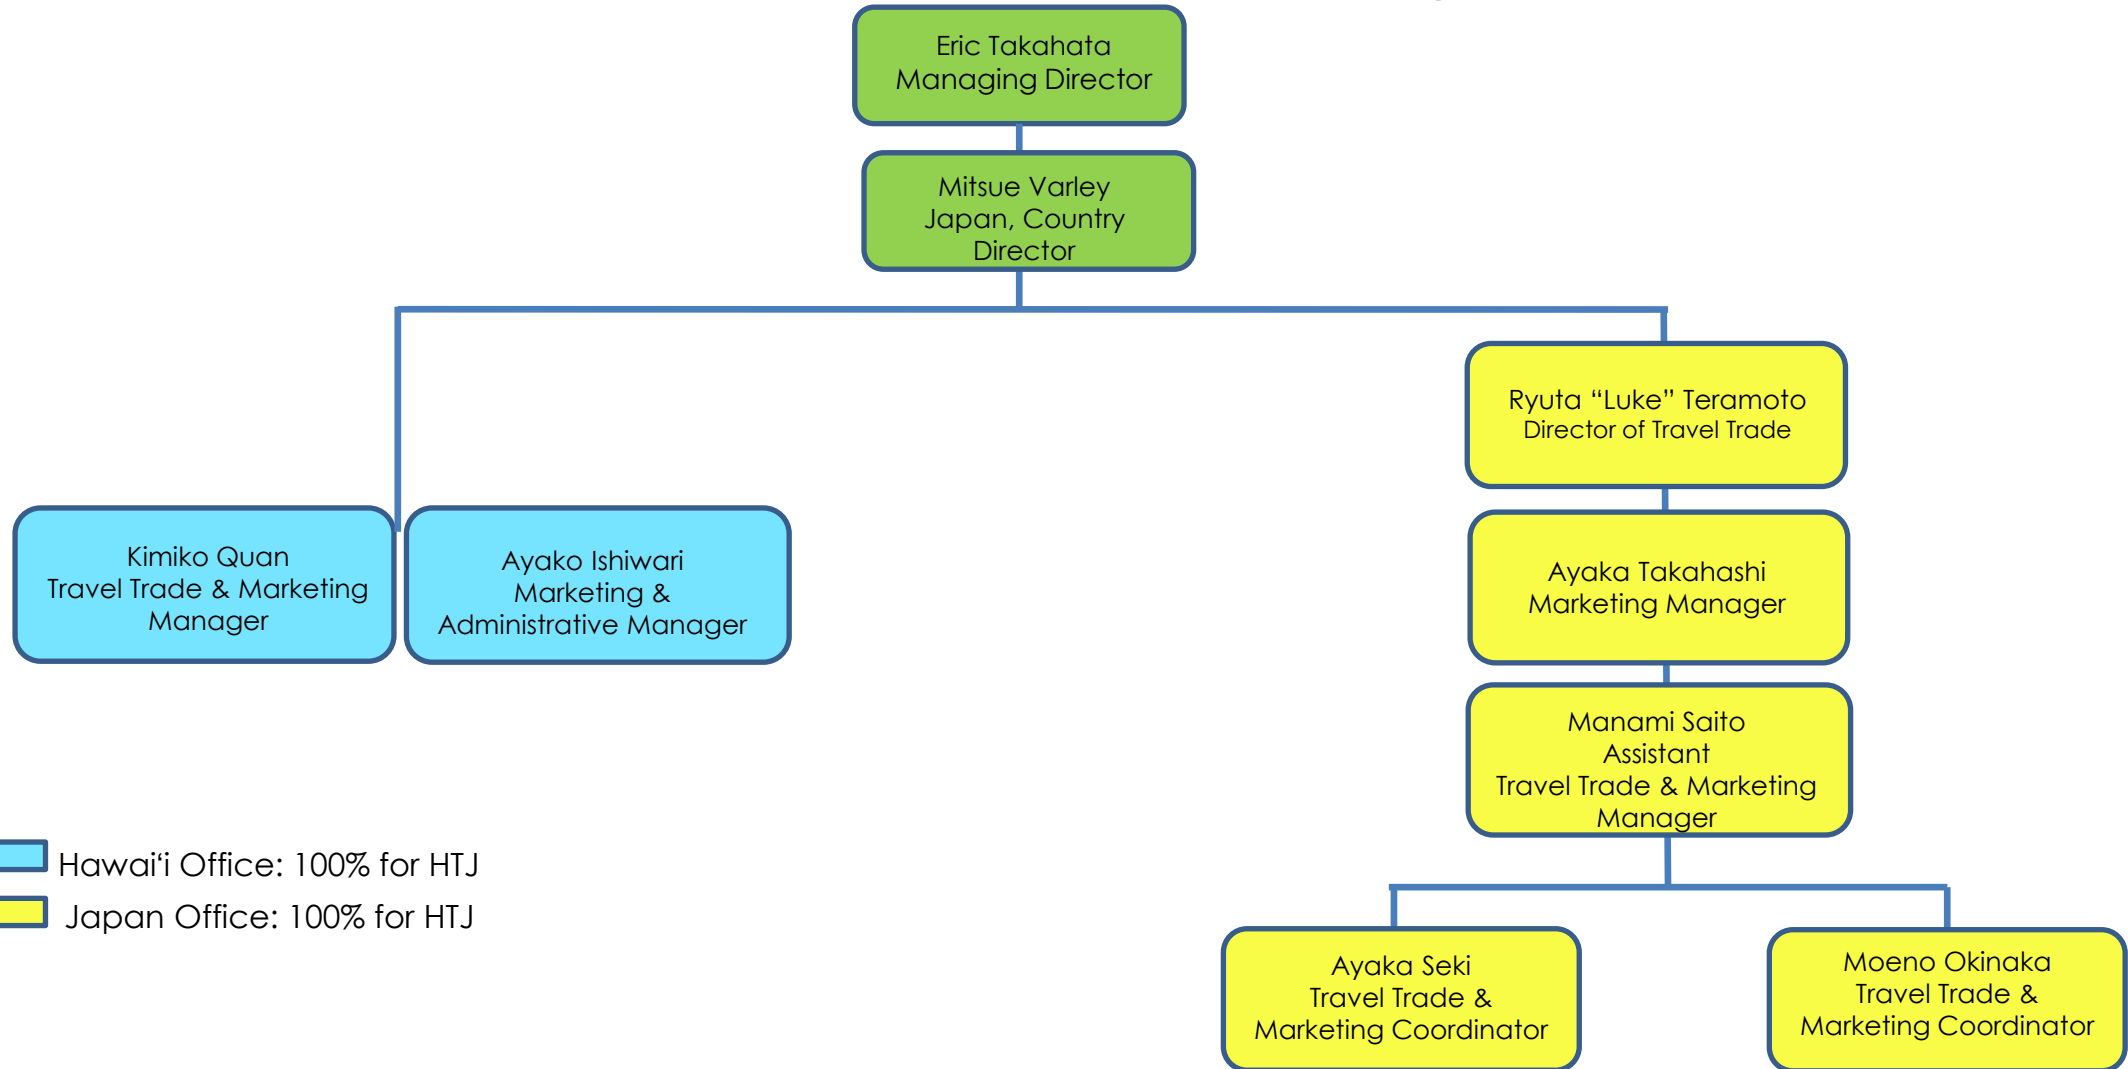 Eric Takahata
Managing Director
Mitsue Varley
Japan, Country
Director
Ryuta “Luke” Teramoto
Director of Travel Trade
Kimiko Quan
Travel Trade & Marketing
Manager
Ayako Ishiwari
Marketing &
Administrative Manager
Ayaka Takahashi
Marketing Manager
Manami Saito
Assistant
Travel Trade & Marketing
Manager
Hawai‘i Office: 100% for HTJ
Japan Office: 100% for HTJ
Ayaka Seki
Travel Trade &
Marketing Coordinator
Moeno Okinaka
Travel Trade &
Marketing Coordinator